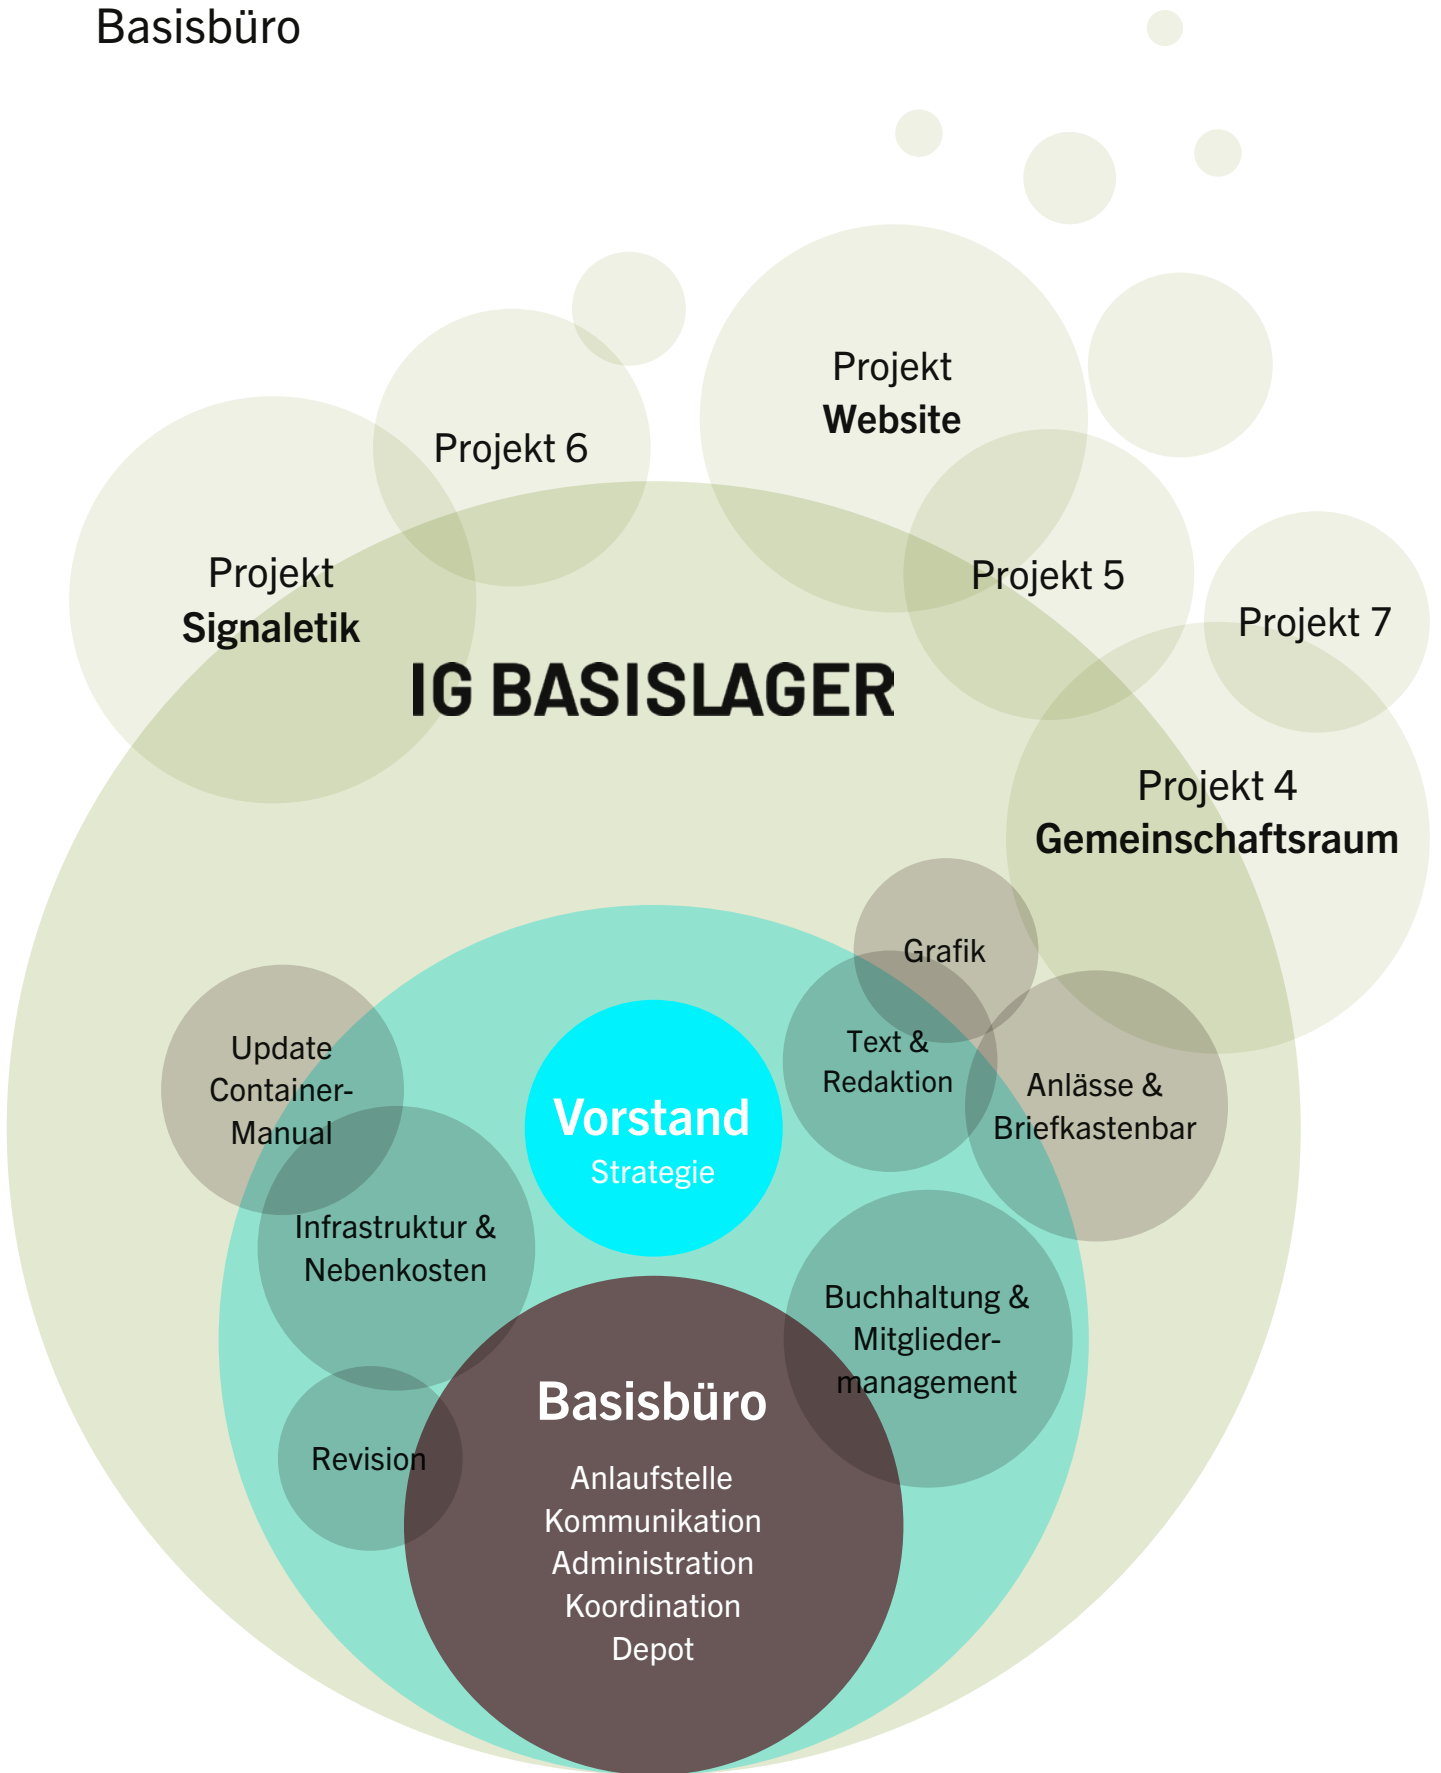 Basisbüro
Projekt
Website
Projekt 6
Projekt
Signaletik
Projekt 5
Projekt 7
IG BASISLAGER
Projekt 4
Gemeinschaftsraum
Grafik
Text &
Redaktion
Anlässe &
Briefkastenbar
Update
Container-
Manual
Vorstand
Strategie
Infrastruktur &
Nebenkosten
Buchhaltung &
Mitglieder-
management
Revision
Basisbüro
Anlaufstelle
Kommunikation
Administration
Koordination
Depot